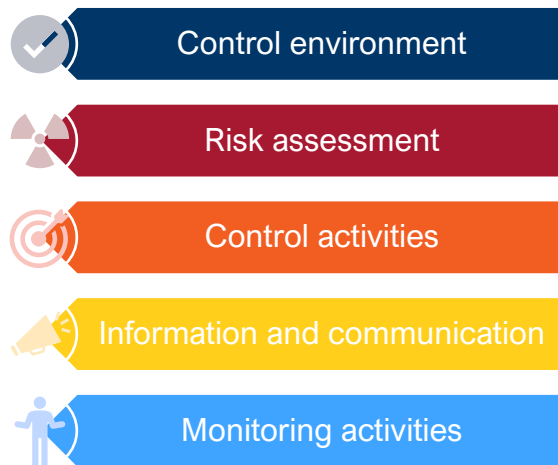 Control environment
Risk assessment
Control activities
Information and communication
Monitoring activities